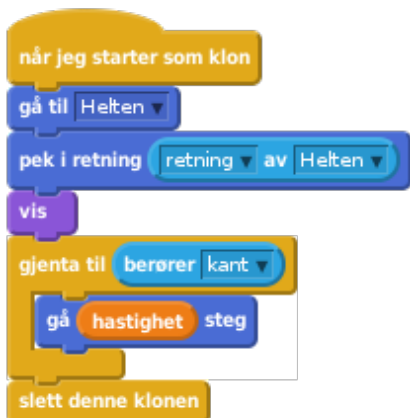 når jeg starter som klon
gå til Helten
pek i retning retning av Helten
vis
gjenta til berører kant
gå hastighet steg
slett denne klonen